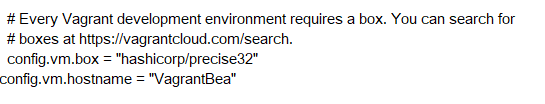 # Every Vagrant development environment requires a box. You can search for
# boxes at https://vagrantcloud.com/search.
config.vm.box = "hashicorp/precise32"
config.vm.hostname = "VagrantBea"